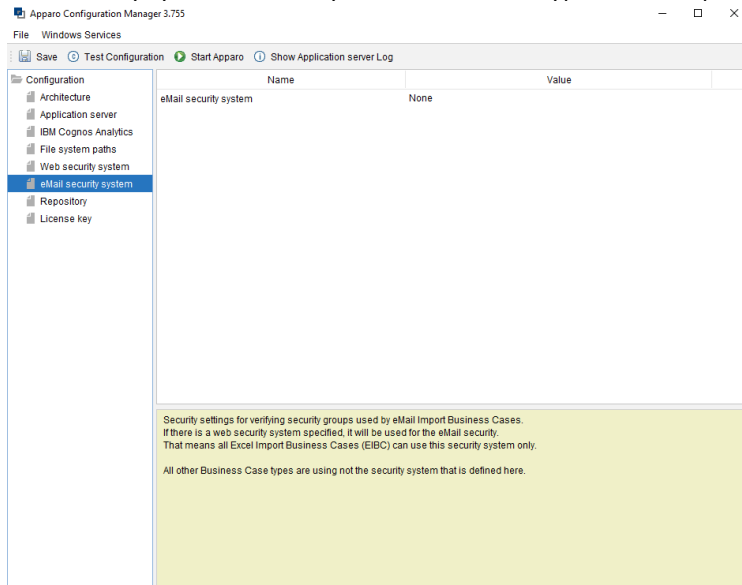 Apparo Configuration Manager 3.755
File Windows Services
Save Test Configuration Start Apparo Show Application server Log
Configuration
Architecture
Application server
IBM Cognos Analytics
File system paths
Web security system
eMail security system
Repository
License key
Name Value
eMail security system None
Security settings for verifying security groups used by eMail Import Business Cases.
If there is a web security system specified, it will be used for the eMail security.
That means all Excel Import Business Cases (EIBC) can use this security system only.
All other Business Case types are using not the security system that is defined here.